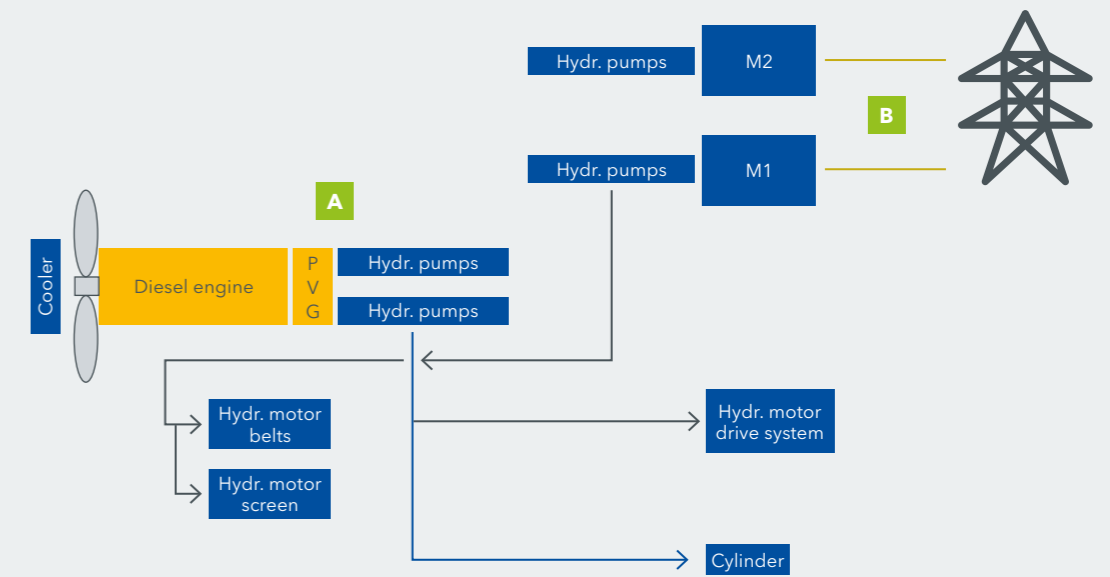 Hydr. pumps
M2
B
Hydr. pumps
M1
A
Cooler
Diesel engine
P
V
G
Hydr. pumps
Hydr. pumps
Hydr. motor
belts
Hydr. motor
drive system
Hydr. motor
screen
Cylinder